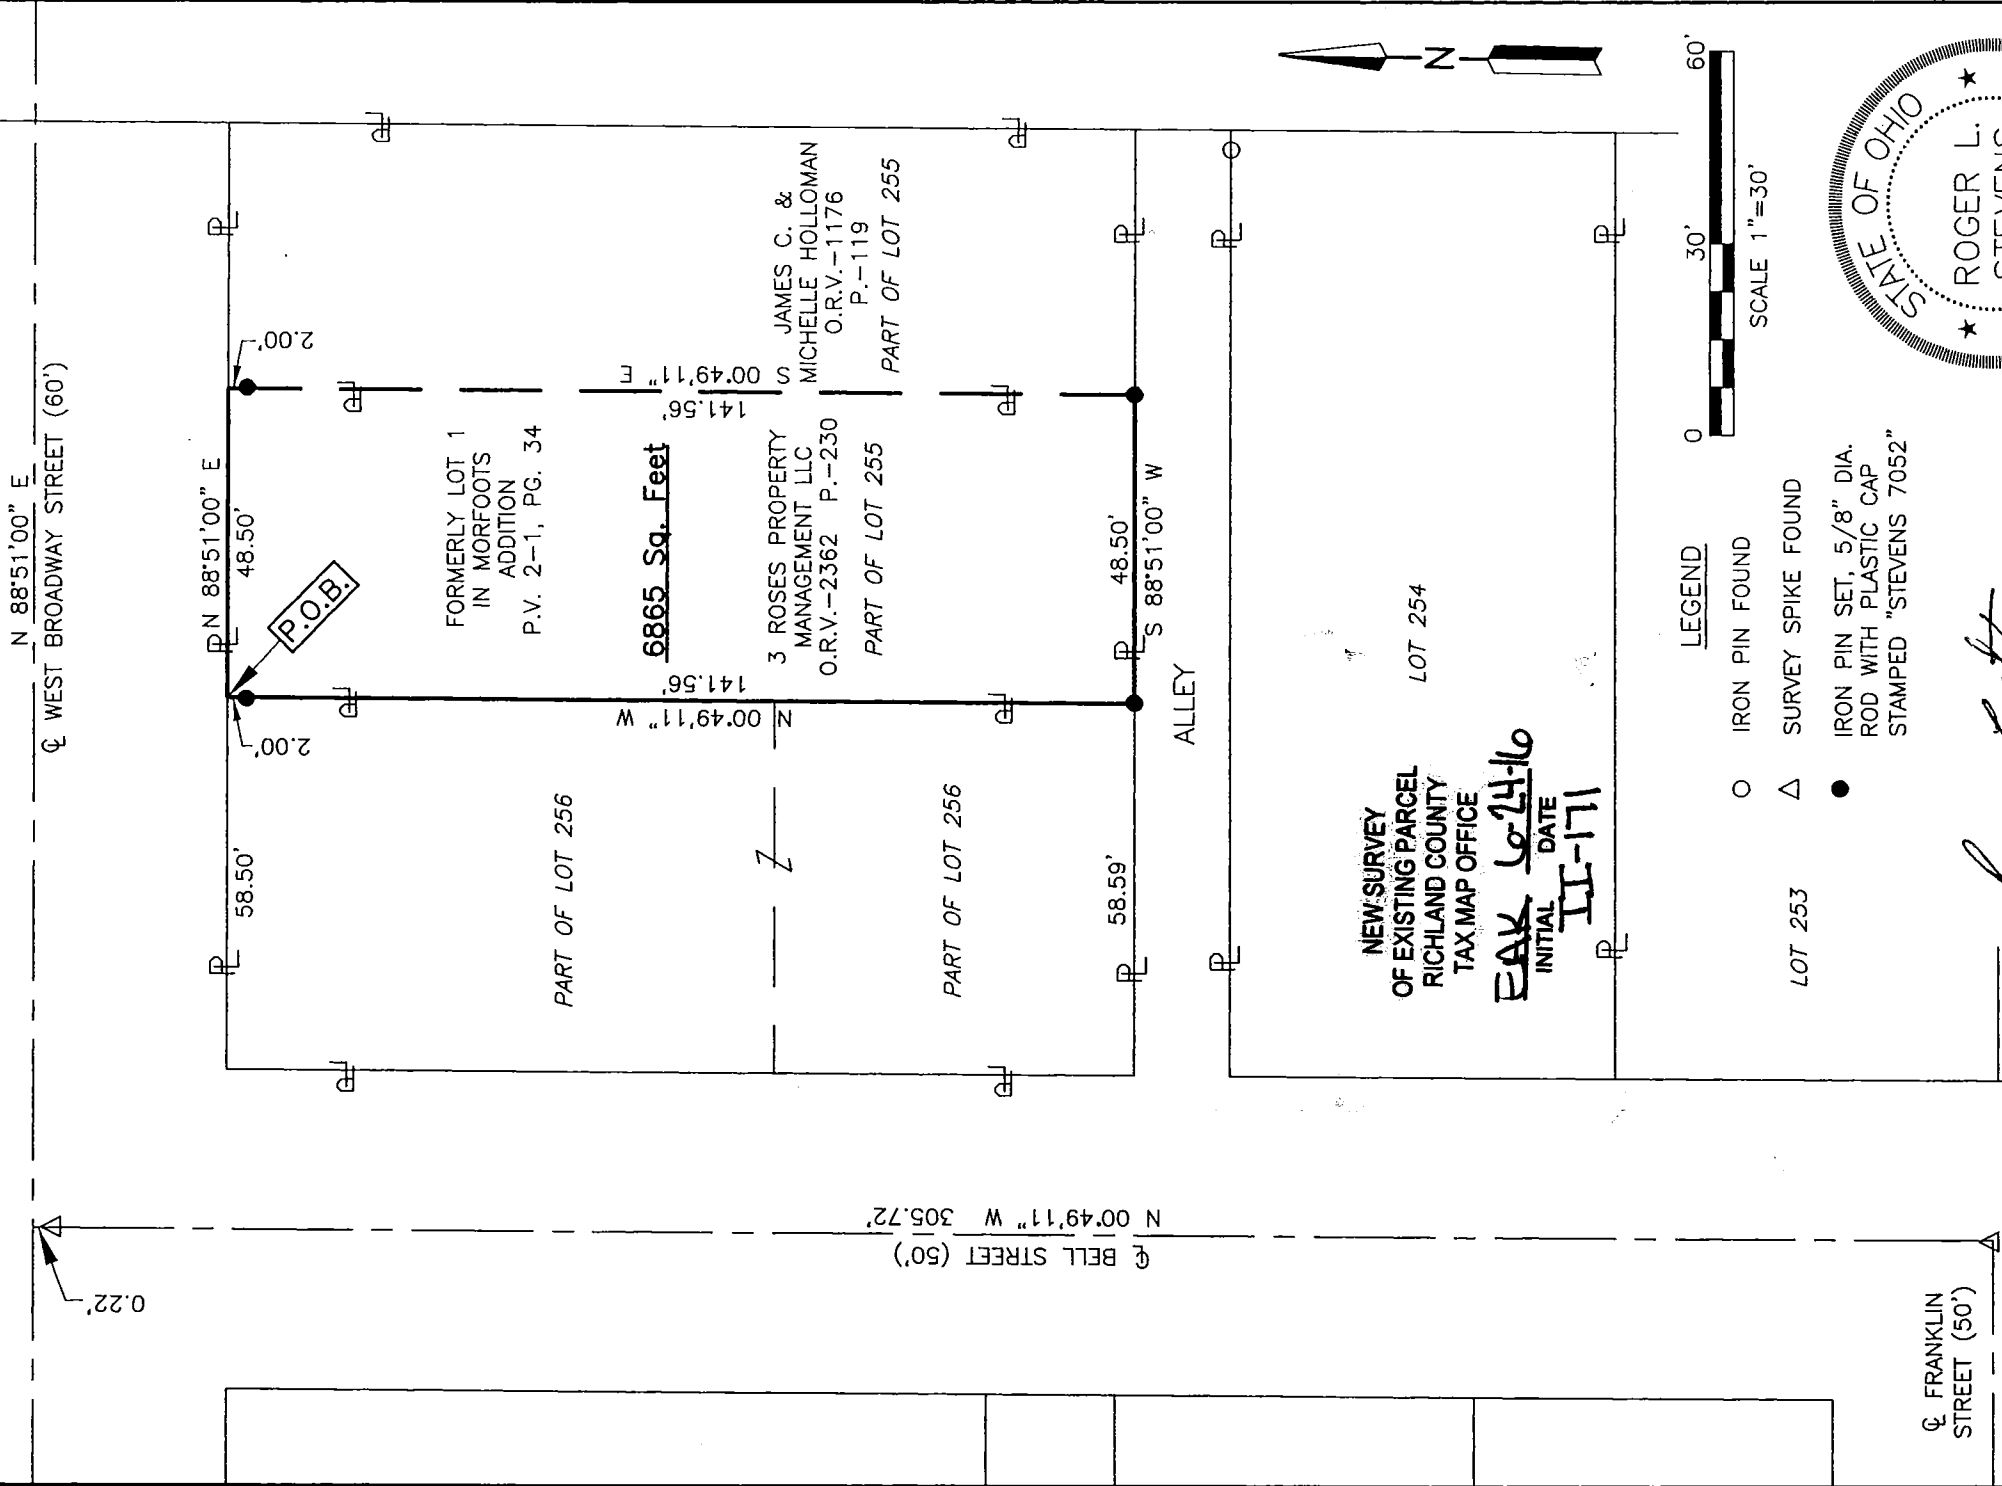 N 88°51'00" E
℄ WEST BROADWAY STREET (60')
N 88°51'00" E
48.50'
2.00'
2.00'
P.O.B.
58.50'
FORMERLY LOT 1
IN MORFOOTS
ADDITION
P.V. 2-1, PG. 34
6865 Sq. Feet
S 00°49'11" E
141.56'
N 00°49'11" W
141.56'
3 ROSES PROPERTY
MANAGEMENT LLC
O.R.V.-2362 P.-230
PART OF LOT 255
JAMES C. &
MICHELLE HOLLOMAN
O.R.V.-1176
P.-119
PART OF LOT 255
PART OF LOT 256
Z
PART OF LOT 256
58.59'
48.50'
S 88°51'00" W
ALLEY
LOT 254
N
0 30' 60'
SCALE 1"=30'
STATE OF OHIO
ROGER L.
STEVENS
NEW SURVEY
OF EXISTING PARCEL
RICHLAND COUNTY
TAX MAP OFFICE
EAK 6-24-16
INITIAL DATE
II-171
LEGEND
IRON PIN FOUND
SURVEY SPIKE FOUND
IRON PIN SET, 5/8" DIA.
ROD WITH PLASTIC CAP
STAMPED "STEVENS 7052"
LOT 253
N 00°49'11" W 305.72'
℄ BELL STREET (50')
0.22'
℄ FRANKLIN
STREET (50')